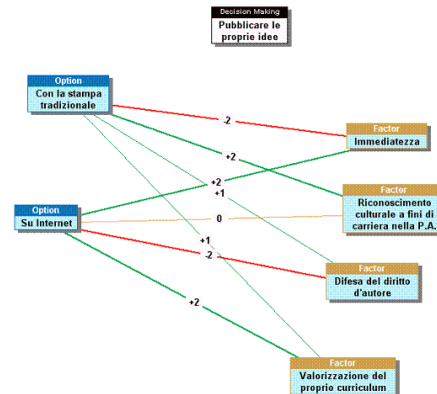 Decision Making
Pubblicare le
proprie idee
Option
Con la stampa
tradizionale
-2
Factor
Immediatezza
+2
+2
+1
Factor
Riconoscimento
culturale a fini di
carriera nella P.A.
Option
Su Internet
0
+1
-2
Factor
Difesa del diritto
d'autore
+2
Factor
Valorizzazione del
proprio curriculum